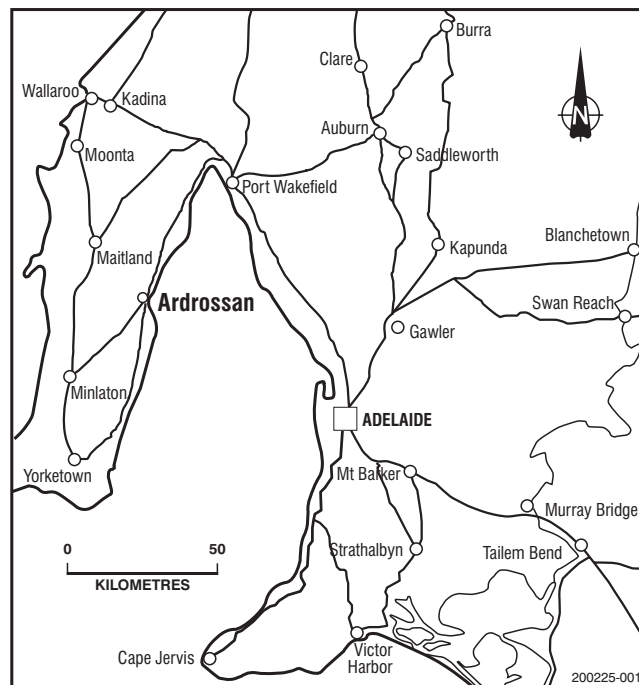 Burra
Clare
Wallaroo
Kadina
N
Auburn
Moonta
Saddleworth
Port Wakefield
Blanchetown
Maitland
Kapunda
Ardrossan
Swan Reach
Gawler
Minlaton
ADELAIDE
Yorketown
Mt Barker
Murray Bridge
0 50
KILOMETRES
Strathalbyn
Tailem Bend
Cape Jervis
Victor
Harbor
200225-001